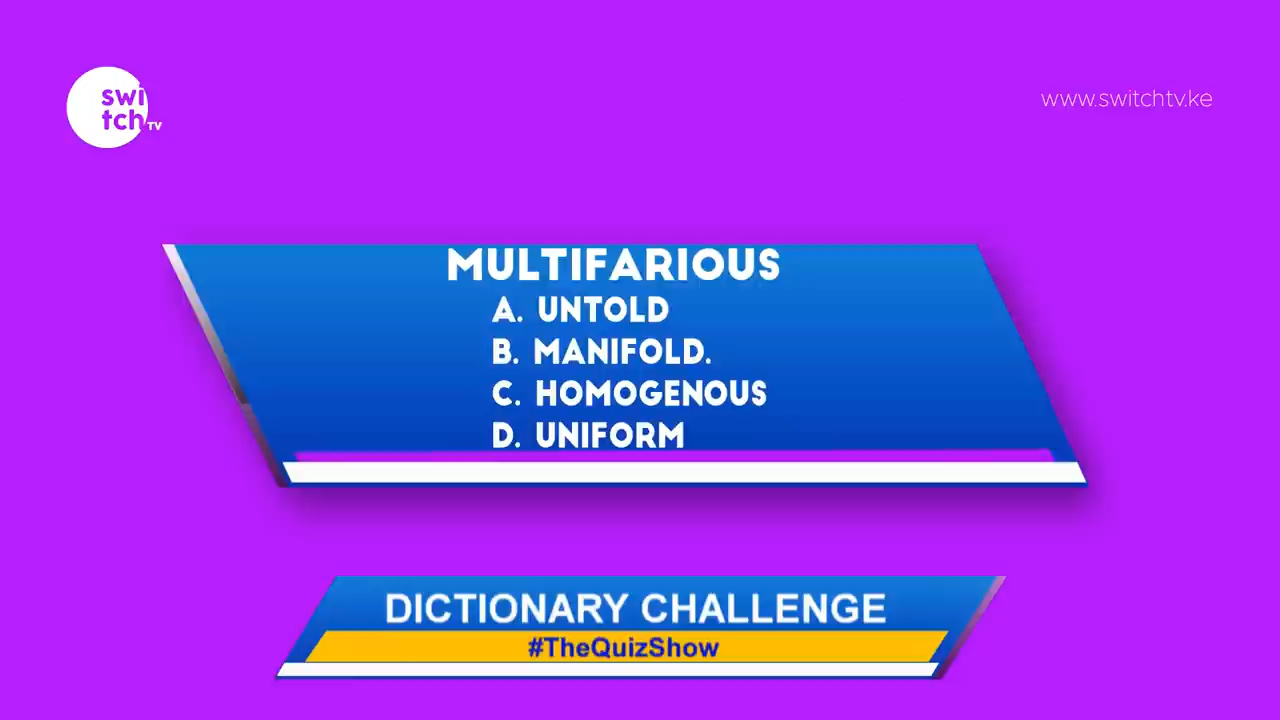 swi
tch TV
www.switchtv.ke
MULTIFARIOUS
A. UNTOLD
B. MANIFOLD.
C. HOMOGENOUS
D. UNIFORM
DICTIONARY CHALLENGE
#TheQuizShow